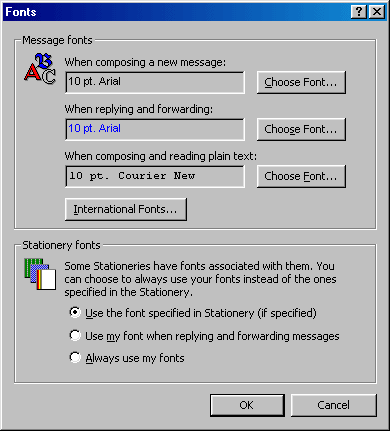 Fonts
Message fonts
When composing a new message:
10 pt. Arial
Choose Font...
When replying and forwarding:
10 pt. Arial
Choose Font...
When composing and reading plain text:
10 pt. Courier New
Choose Font...
International Fonts...
Stationery fonts
Some Stationeries have fonts associated with them. You
can choose to always use your fonts instead of the ones
specified in the Stationery.
Use the font specified in Stationery (if specified)
Use my font when replying and forwarding messages
Always use my fonts
OK
Cancel